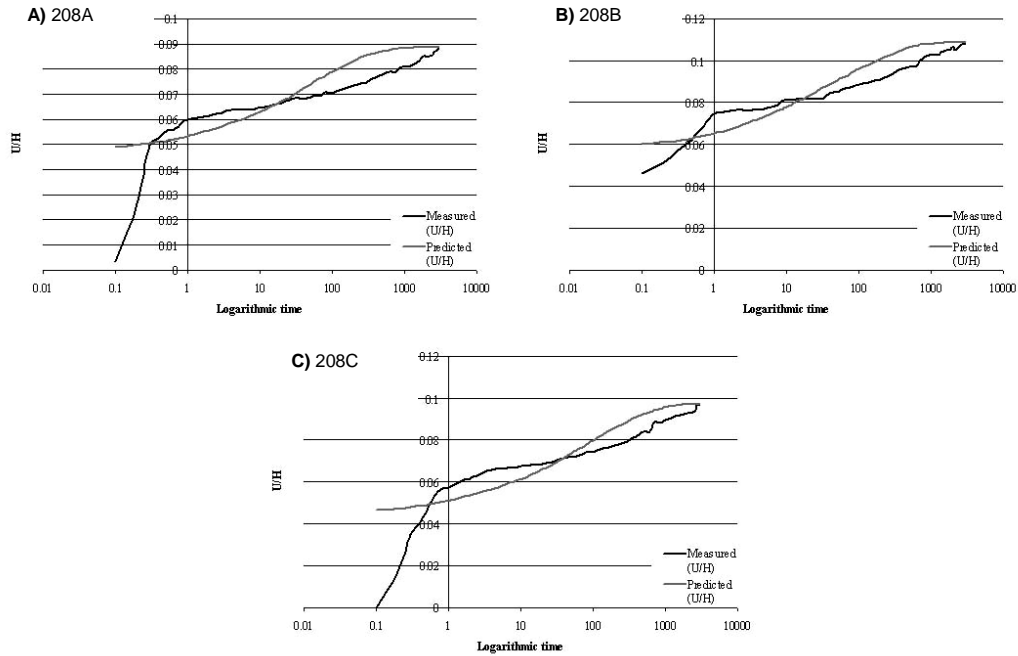 A) 208A
0.1
0.09
0.08
0.07
0.06
0.05
0.04
0.03
0.02
0.01
0
U/H
Measured
(U/H)
Predicted
(U/H)
0.01 0.1 1 10 100 1000 10000
Logarithmic time
B) 208B
0.12
0.1
0.08
0.06
0.04
0.02
0
U/H
Measured
(U/H)
Predicted
(U/H)
0.01 0.1 1 10 100 1000 10000
Logarithmic time
C) 208C
0.12
0.1
0.08
0.06
0.04
0.02
0
U/H
Measured
(U/H)
Predicted
(U/H)
0.01 0.1 1 10 100 1000 10000
Logarithmic time